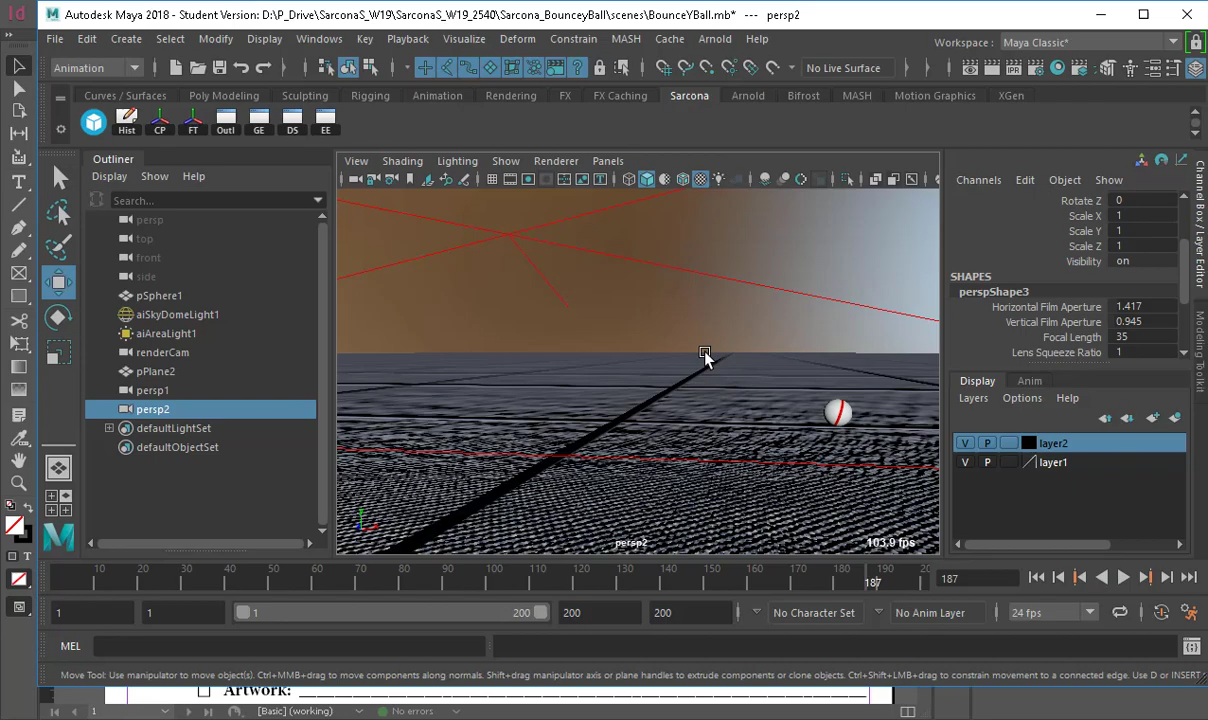 Autodesk Maya 2018 - Student Version: D:\P_Drive\SarconaS_W19\SarconaS_W19_2540\Sarcona_BounceyBall\scenes\BounceYBall.mb* --- persp2
File Edit Create Select Modify Display Windows Key Playback Visualize Deform Constrain MASH Cache Arnold Help
Workspace : Maya Classic*
Animation
IPR
No Live Surface
Curves / Surfaces Poly Modeling Sculpting Rigging Animation Rendering FX FX Caching Sarcona Arnold Bifrost MASH Motion Graphics XGen
Hist CP FT Outl GE DS EE
Outliner
Display Show Help
Search...
persp
top
front
side
pSphere1
aiSkyDomeLight1
aiAreaLight1
renderCam
pPlane2
persp1
persp2
defaultLightSet
defaultObjectSet
View Shading Lighting Show Renderer Panels
persp2
103.9 fps
Channels Edit Object Show
Rotate Z 0
Scale X 1
Scale Y 1
Scale Z 1
Visibility on
SHAPES
perspShape3
Horizontal Film Aperture 1.417
Vertical Film Aperture 0.945
Focal Length 35
Lens Squeeze Ratio 1
Display Anim
Layers Options Help
V P layer2
V P layer1
Channel Box / Layer Editor
Modeling Toolkit
10 20 30 40 50 60 70 80 90 100 110 120 130 140 150 160 170 180 190 20
187
187
1 1 1 200 200 200 No Character Set No Anim Layer 24 fps
MEL
Move Tool: Use manipulator to move object(s). Ctrl+MMB+drag to move components along normals. Shift+drag manipulator axis or plane handles to extrude components or clone objects. Ctrl+Shift+LMB+drag to constrain movement to a connected edge. Use D or INSERT
Artwork:
1 [Basic] (working) No errors